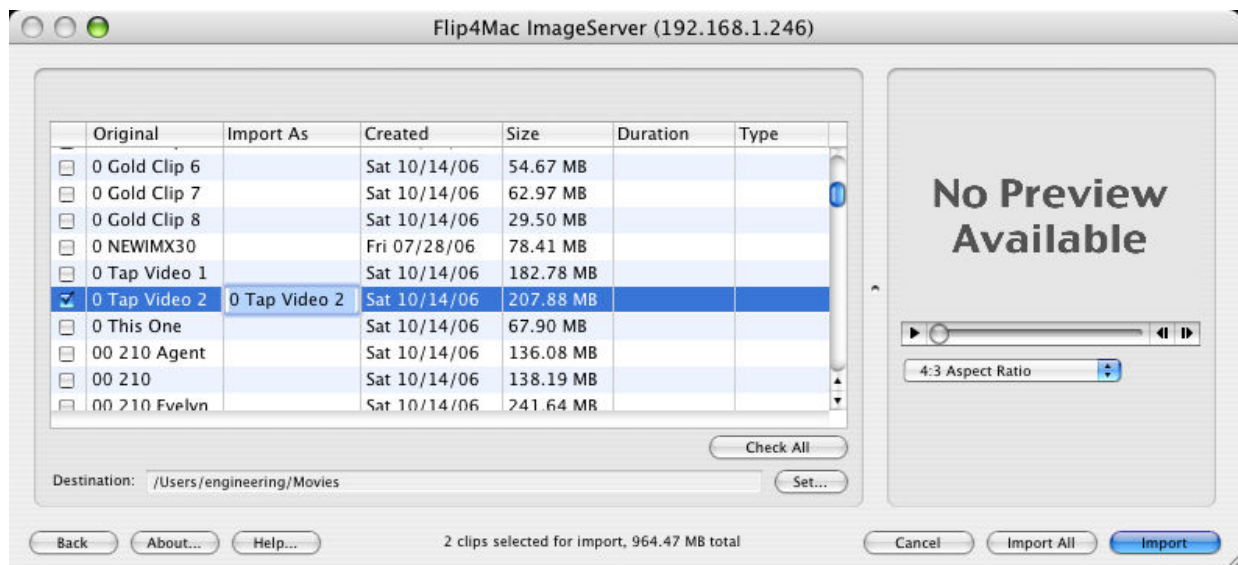 Flip4Mac ImageServer (192.168.1.246)
Original Import As Created Size Duration Type
0 Gold Clip 6 Sat 10/14/06 54.67 MB
0 Gold Clip 7 Sat 10/14/06 62.97 MB
0 Gold Clip 8 Sat 10/14/06 29.50 MB
0 NEWIMX30 Fri 07/28/06 78.41 MB
0 Tap Video 1 Sat 10/14/06 182.78 MB
0 Tap Video 2 0 Tap Video 2 Sat 10/14/06 207.88 MB
0 This One Sat 10/14/06 67.90 MB
00 210 Agent Sat 10/14/06 136.08 MB
00 210 Sat 10/14/06 138.19 MB
00 210 Evelyn Sat 10/14/06 241.64 MB
Check All
Destination: /Users/engineering/Movies Set...
No Preview
Available
4:3 Aspect Ratio
Back About... Help... 2 clips selected for import, 964.47 MB total Cancel Import All Import